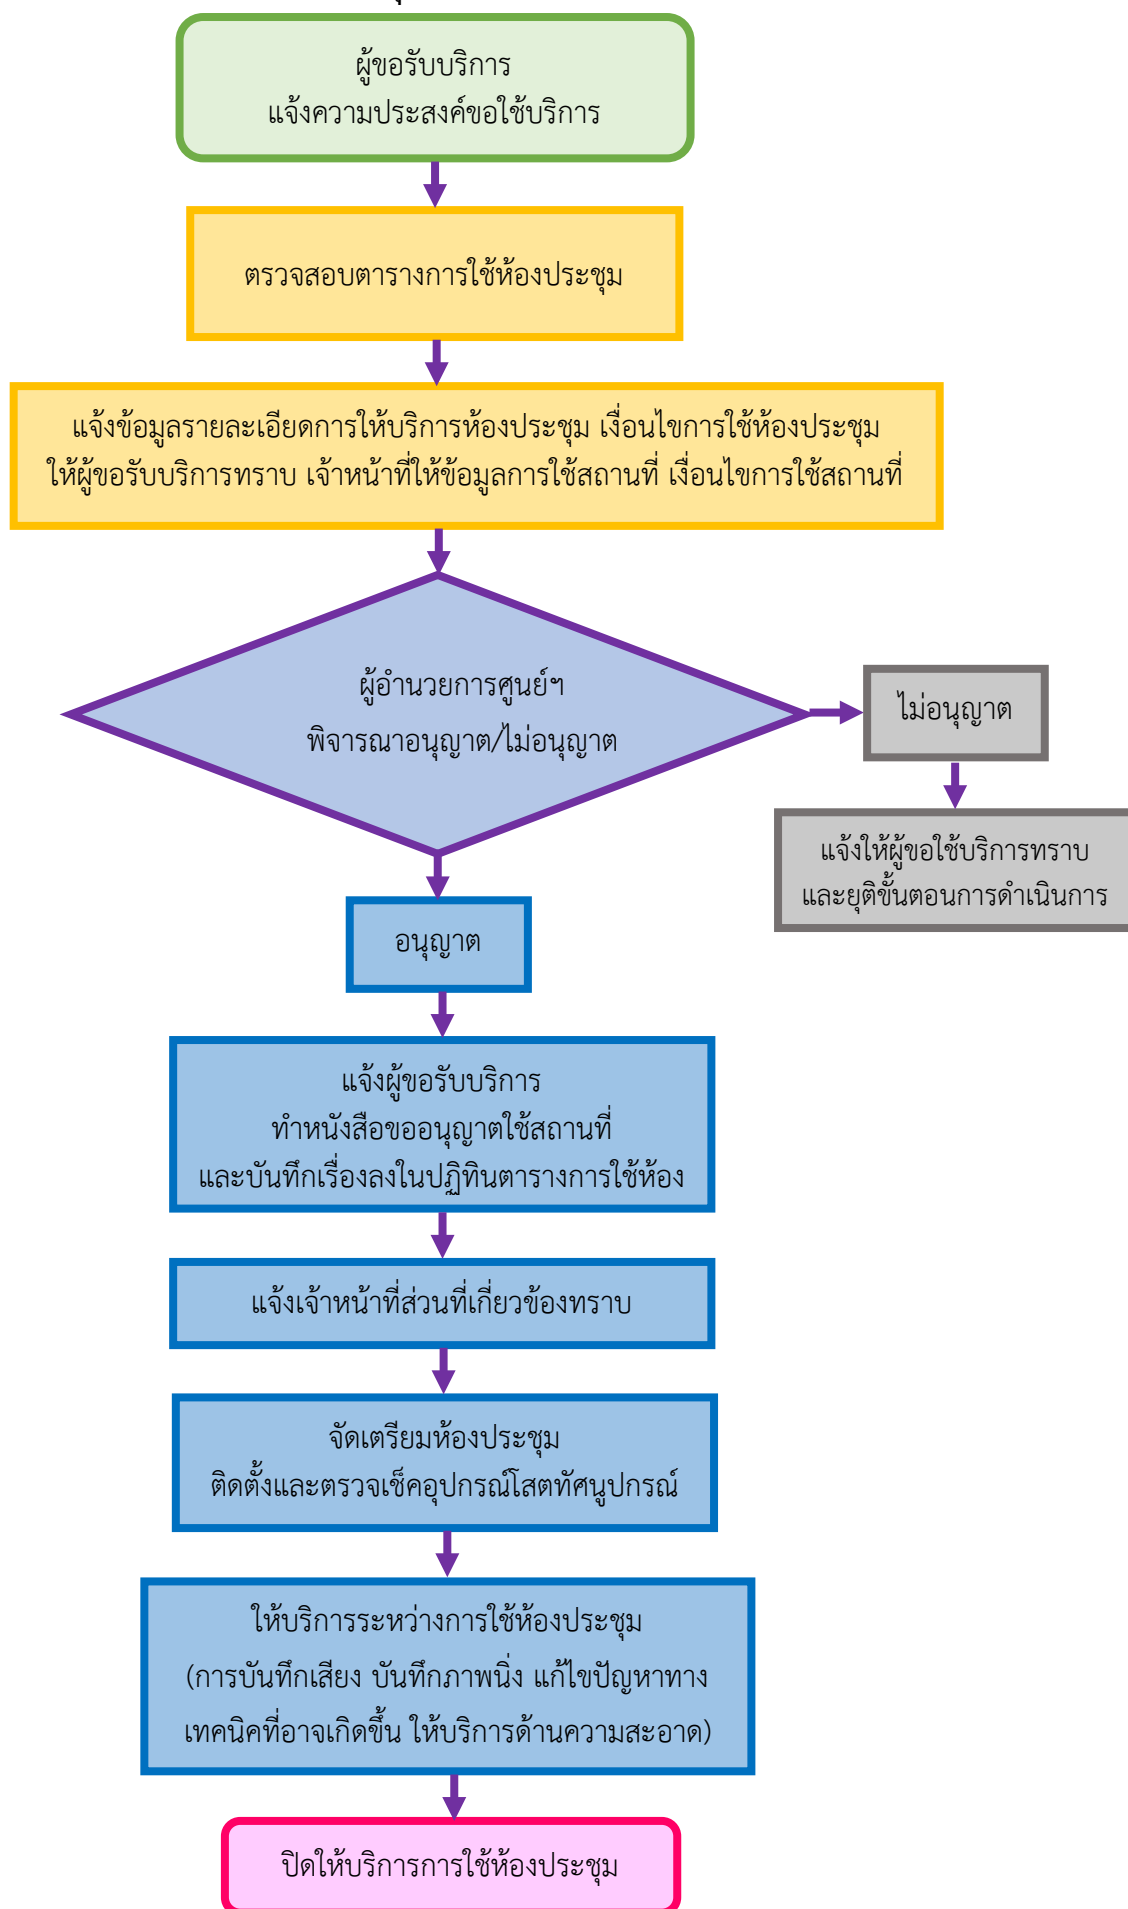 ผู้ขอรับบริการ
แจ้งความประสงค์ขอใช้บริการ
ตรวจสอบตารางการใช้ห้องประชุม
แจ้งข้อมูลรายละเอียดการให้บริการห้องประชุม เงื่อนไขการใช้ห้องประชุม
ให้ผู้ขอรับบริการทราบ เจ้าหน้าที่ให้ข้อมูลการใช้สถานที่ เงื่อนไขการใช้สถานที่
ผู้อำนวยการศูนย์ฯ
พิจารณาอนุญาต/ไม่อนุญาต
ไม่อนุญาต
แจ้งให้ผู้ขอใช้บริการทราบ
และยุติขั้นตอนการดำเนินการ
อนุญาต
แจ้งผู้ขอรับบริการ
ทำหนังสือขออนุญาตใช้สถานที่
และบันทึกเรื่องลงในปฏิทินตารางการใช้ห้อง
แจ้งเจ้าหน้าที่ส่วนที่เกี่ยวข้องทราบ
จัดเตรียมห้องประชุม
ติดตั้งและตรวจเช็คอุปกรณ์โสตทัศนูปกรณ์
ให้บริการระหว่างการใช้ห้องประชุม
(การบันทึกเสียง บันทึกภาพนิ่ง แก้ไขปัญหาทาง
เทคนิคที่อาจเกิดขึ้น ให้บริการด้านความสะอาด)
ปิดให้บริการการใช้ห้องประชุม